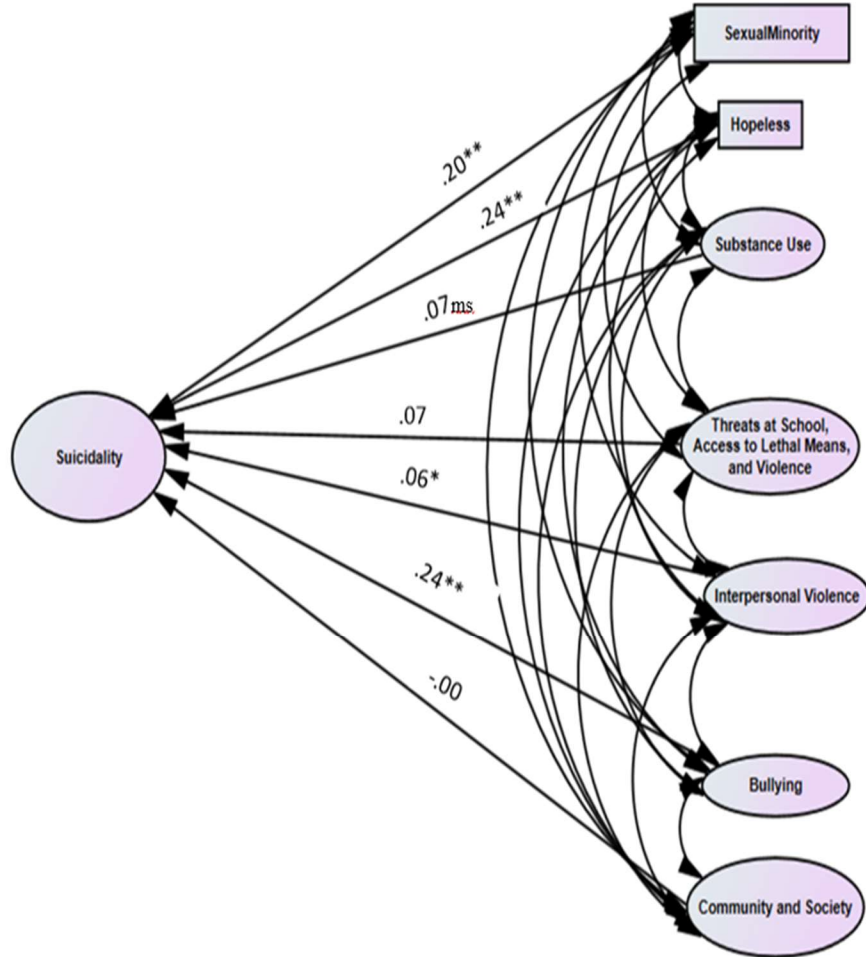 SexualMinority
Hopeless
.20**
.24**
Substance Use
.07ms
.07
Threats at School,
Access to Lethal Means,
and Violence
Suicidality
.06*
.24**
Interpersonal Violence
-.00
Bullying
Community and Society